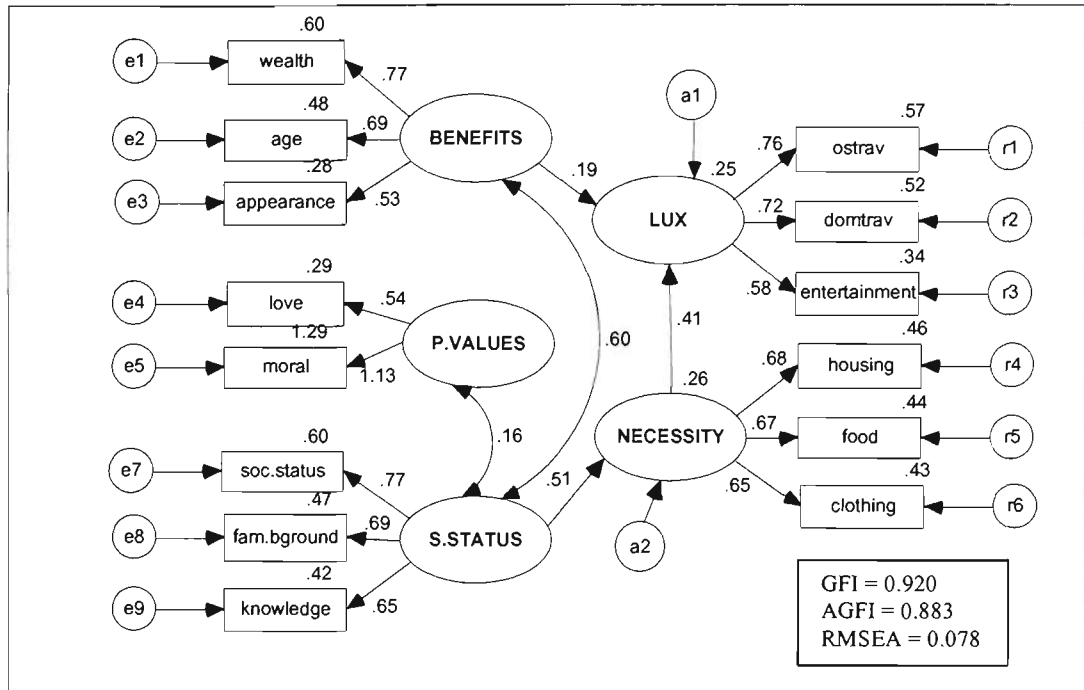 .60
e1
wealth
.77
.48
e2
age
.69
BENEFITS
.28
e3
appearance
.53
.29
e4
love
.54
1.29
P.VALUES
e5
moral
1.13
.16
.60
.60
e7
soc.status
.77
.47
e8
fam.bground
.69
S.STATUS
.42
e9
knowledge
.65
.19
.51
a1
.25
LUX
.41
.26
NECESSITY
a2
.57
.76
ostrav
r1
.52
.72
domtrav
r2
.34
.58
entertainment
r3
.46
.68
housing
r4
.44
.67
food
r5
.43
.65
clothing
r6
GFI = 0.920
AGFI = 0.883
RMSEA = 0.078